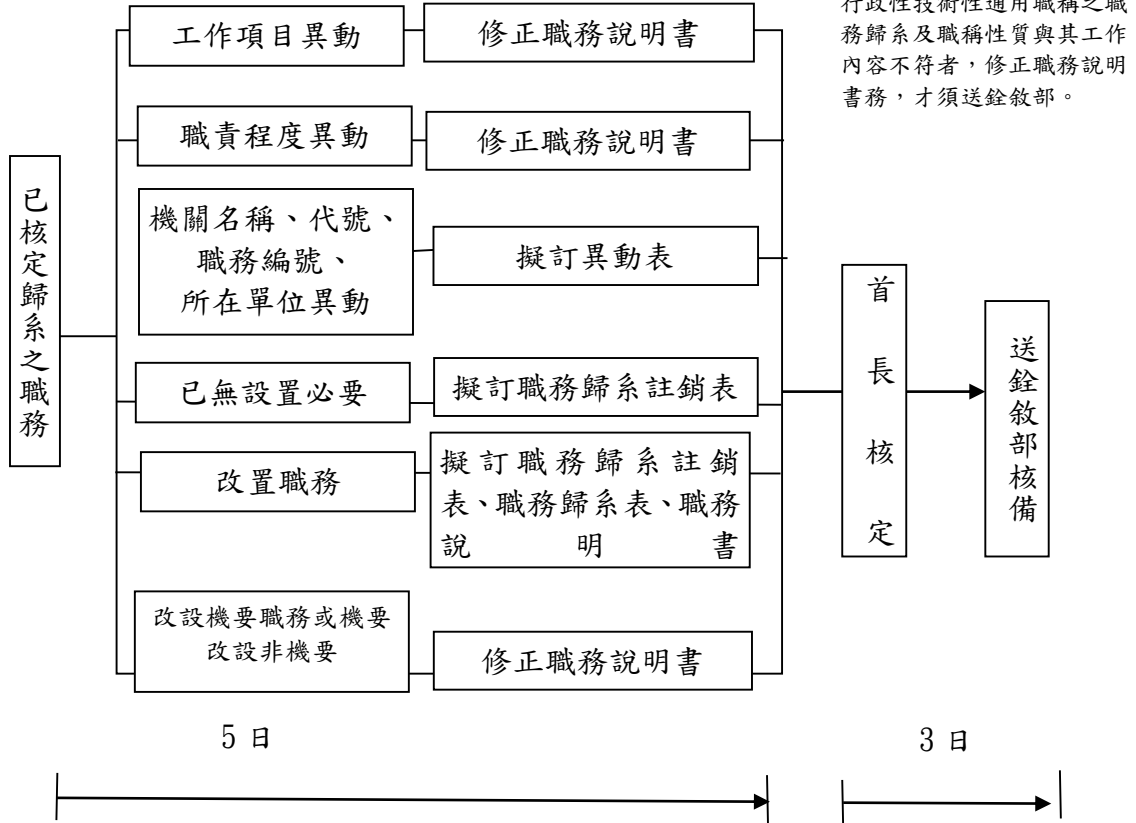 行政性技術性通用職稱之職
務歸系及職稱性質與其工作
內容不符者，修正職務說明
書務，才須送銓敘部。
已核定歸系之職務
工作項目異動
修正職務說明書
職責程度異動
修正職務說明書
機關名稱、代號、
職務編號、
所在單位異動
擬訂異動表
已無設置必要
擬訂職務歸系註銷表
改置職務
擬訂職務歸系註銷
表、職務歸系表、職務
說明書
改設機要職務或機要
改設非機要
修正職務說明書
首長核定
送銓敘部核備
5 日
3 日